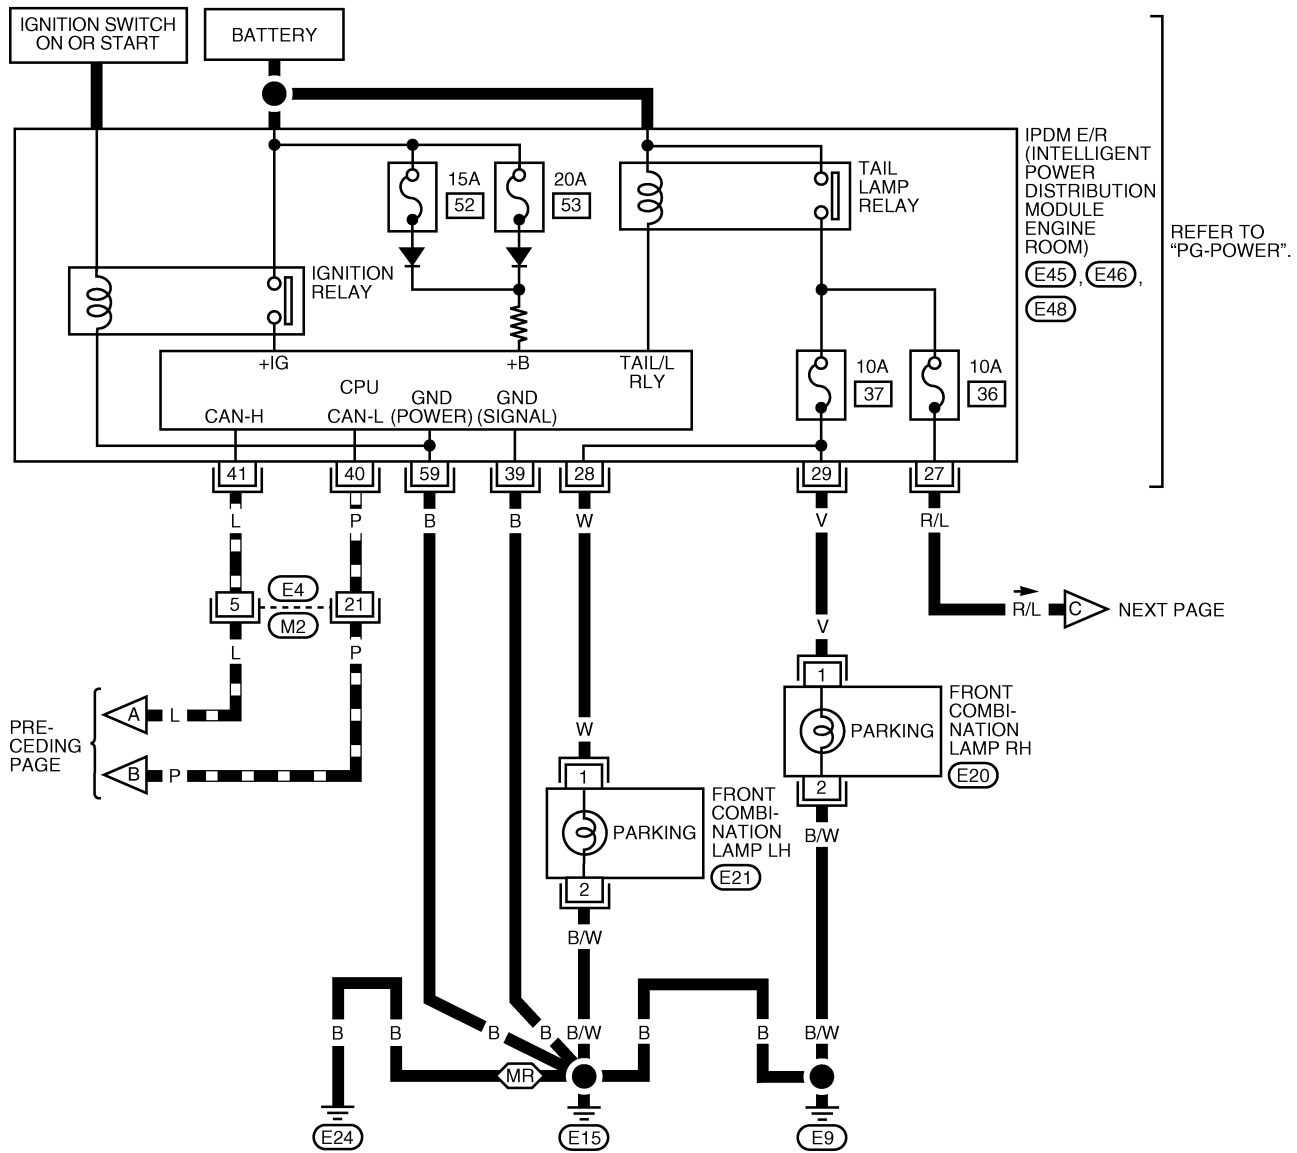 IGNITION SWITCH
ON OR START
BATTERY
IPDM E/R
(INTELLIGENT
POWER
DISTRIBUTION
MODULE
ENGINE
ROOM)
E45 , E46 ,
E48
REFER TO
“PG-POWER”.
15A
52
20A
53
TAIL
LAMP
RELAY
IGNITION
RELAY
+IG
+B
TAIL/L
RLY
CPU
CAN-H
CAN-L
GND
(POWER)
GND
(SIGNAL)
10A
37
10A
36
41
40
59
39
28
29
27
L
P
B
B
W
V
R/L
5
E4
M2
21
R/L
C
NEXT PAGE
L
P
V
PRE-
CEDING
PAGE
A
L
B
P
W
1
PARKING
2
FRONT
COMBI-
NATION
LAMP RH
E20
1
PARKING
2
FRONT
COMBI-
NATION
LAMP LH
E21
B/W
B/W
B
B
B
B
B/W
B
B
B/W
MR
E24
E15
E9